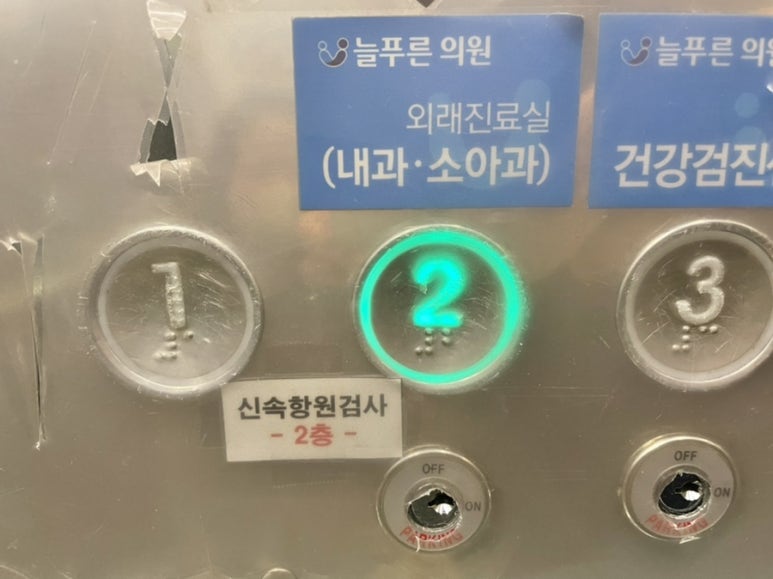 늘푸른 의원
외래진료실
(내과·소아과)
늘푸른 의원
건강검진
1
2
3
신속항원검사
- 2층 -
OFF
ON
PARKING
OFF
ON
PARKING